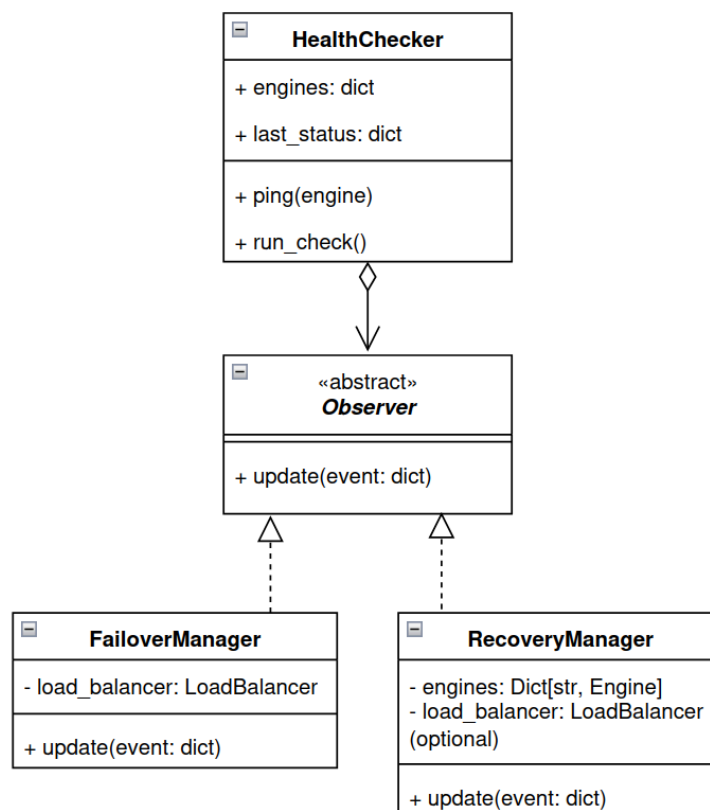 HealthChecker
+ engines: dict
+ last_status: dict
+ ping(engine)
+ run_check()
«abstract»
Observer
+ update(event: dict)
FailoverManager
- load_balancer: LoadBalancer
+ update(event: dict)
RecoveryManager
- engines: Dict[str, Engine]
- load_balancer: LoadBalancer
(optional)
+ update(event: dict)